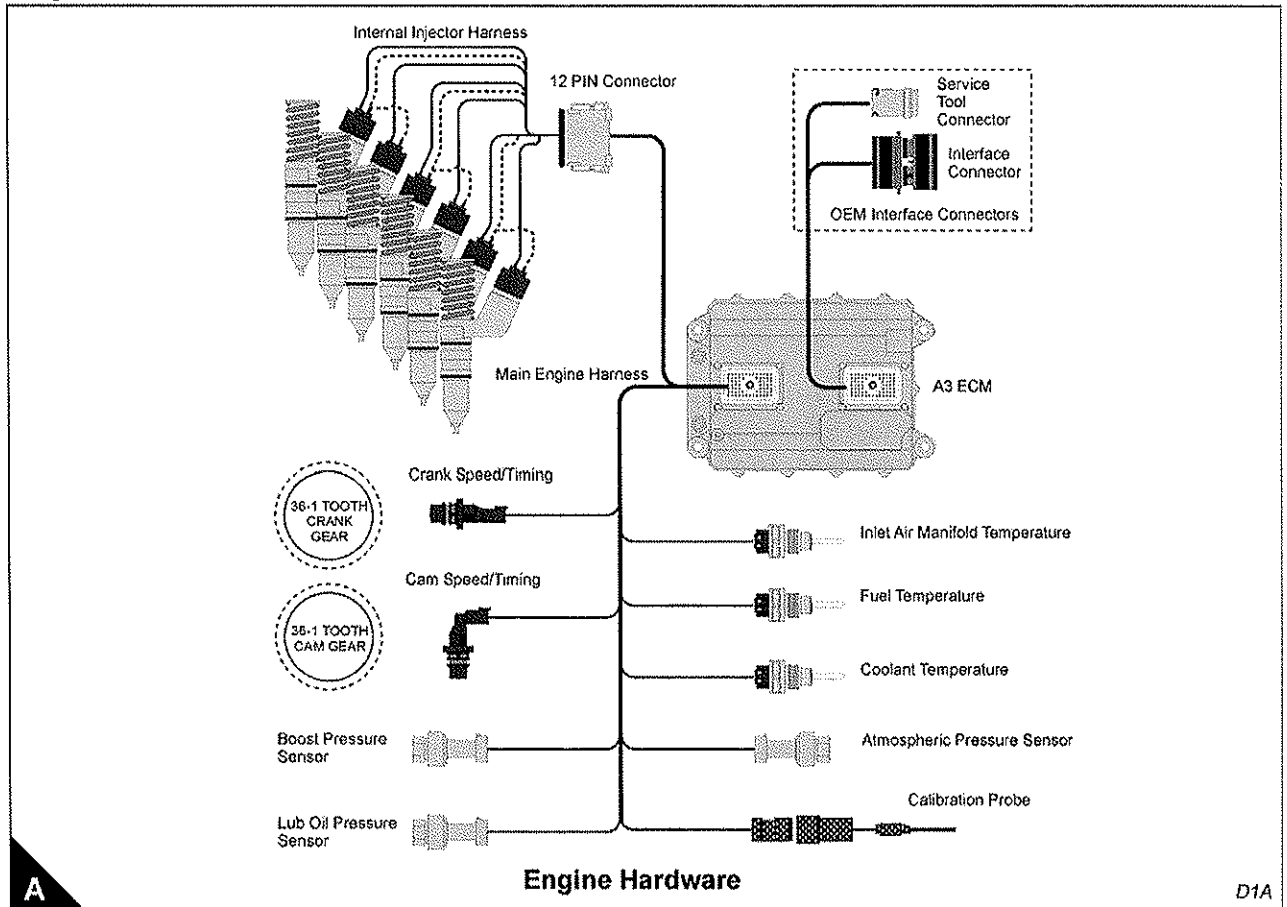 Internal Injector Harness
12 PIN Connector
Service
Tool
Connector
Interface
Connector
OEM Interface Connectors
Main Engine Harness
A3 ECM
Crank Speed/Timing
36-1 TOOTH
CRANK
GEAR
Inlet Air Manifold Temperature
Cam Speed/Timing
Fuel Temperature
36-1 TOOTH
CAM GEAR
Coolant Temperature
Boost Pressure
Sensor
Atmospheric Pressure Sensor
Calibration Probe
Lub Oil Pressure
Sensor
Engine Hardware
A
D1A